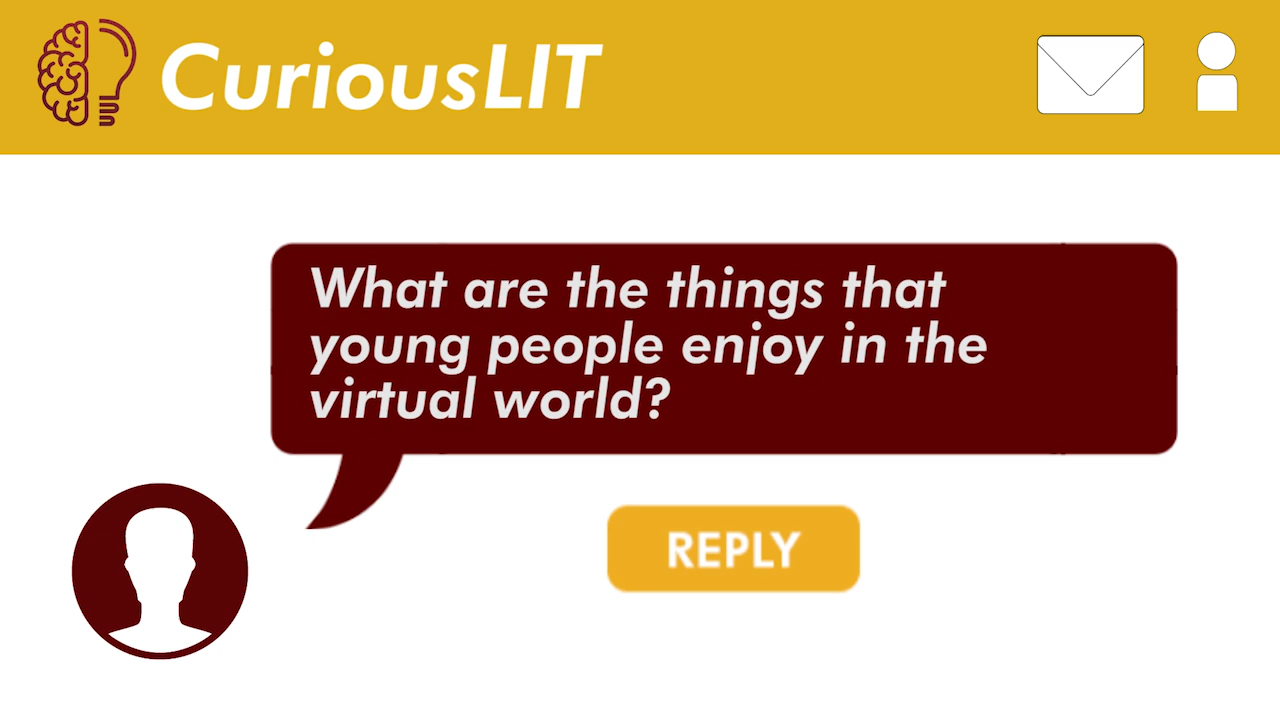 CuriousLIT
What are the things that
young people enjoy in the
virtual world?
REPLY